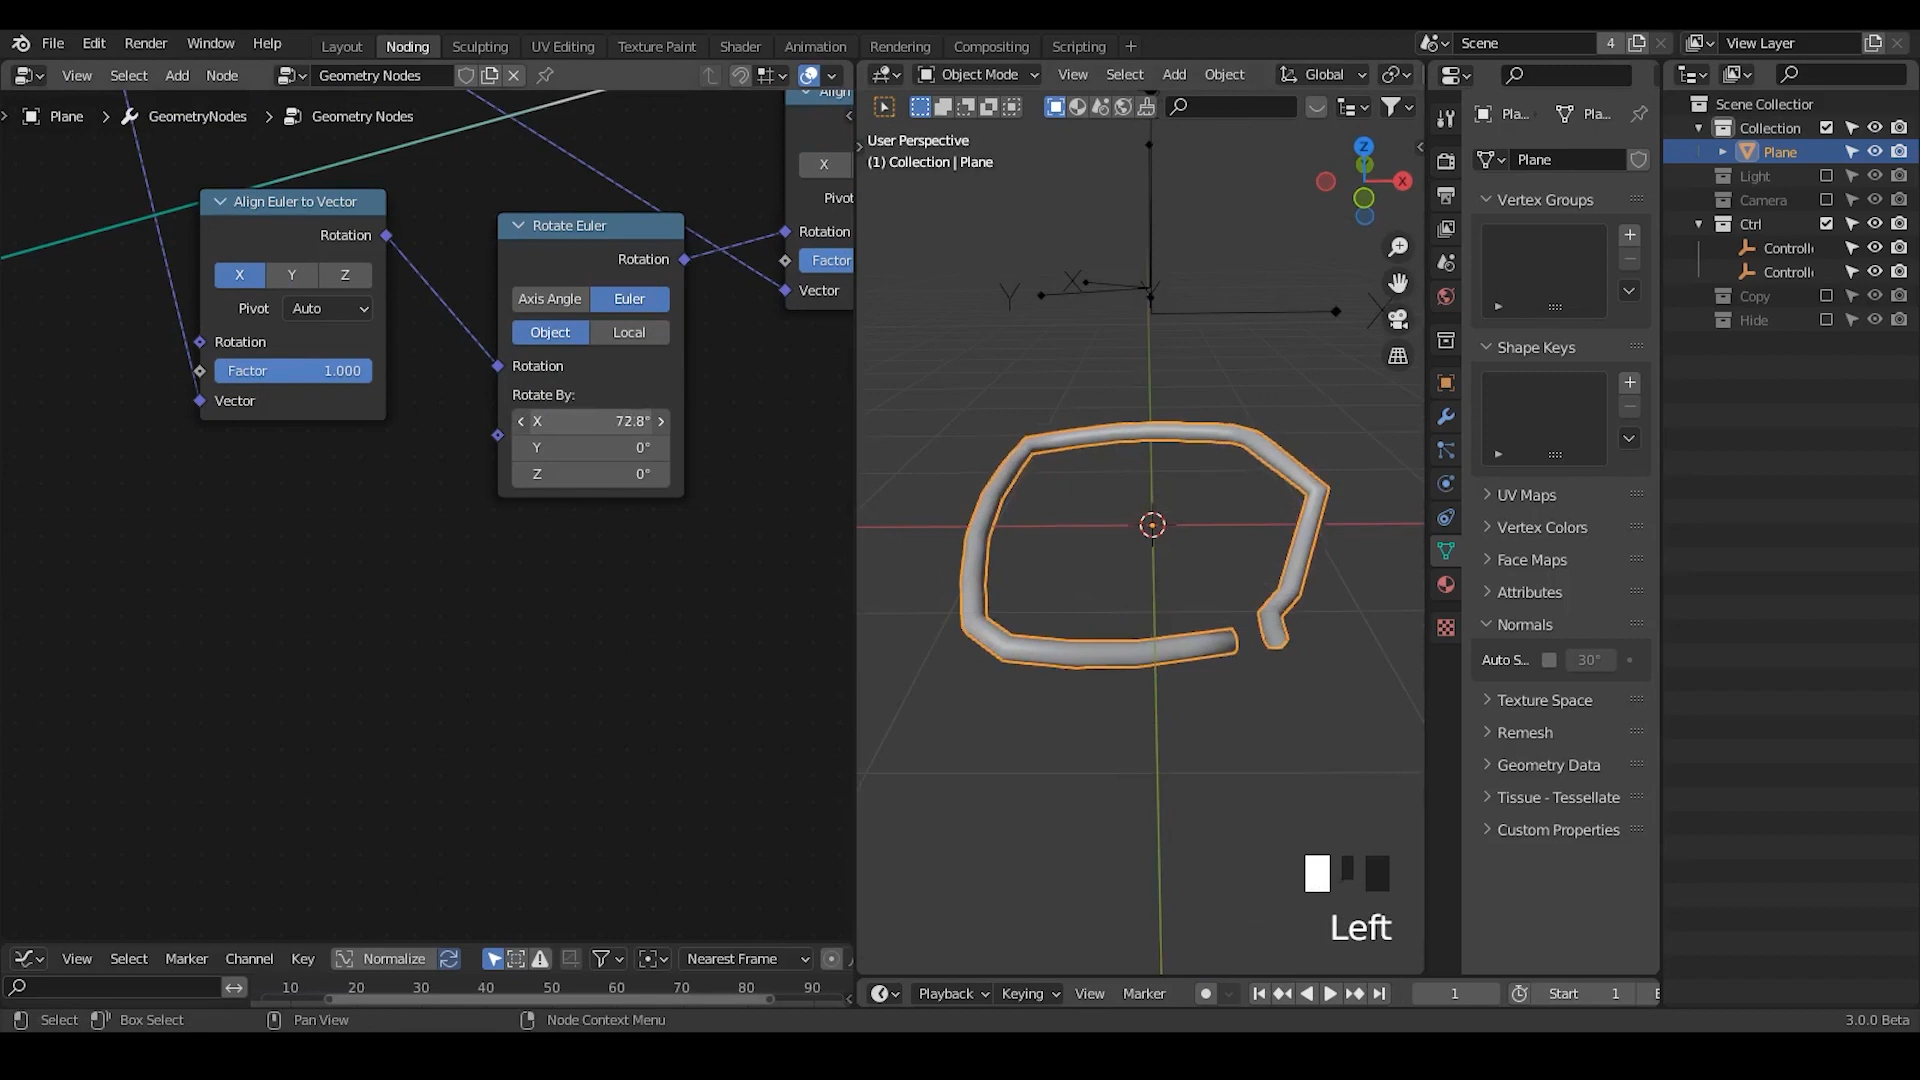 File Edit Render Window Help Layout Noding Sculpting UV Editing Texture Paint Shader Animation Rendering Compositing Scripting + Scene 4 View Layer
View Select Add Node Geometry Nodes Object Mode View Select Add Object Global
Plane > GeometryNodes > Geometry Nodes
User Perspective
(1) Collection | Plane
Align Euler to Vector
Rotation
X Y Z
Pivot Auto
Rotation
Factor 1.000
Vector
Rotate Euler
Rotation
Axis Angle Euler
Object Local
Rotation
Rotate By:
X 72.8°
Y 0°
Z 0°
Align
X
Pivot
Rotation
Factor
Vector
Z
X
Y X Y X
Left
Pla... Pla...
Plane
Vertex Groups
Shape Keys
UV Maps
Vertex Colors
Face Maps
Attributes
Normals
Auto S... 30°
Texture Space
Remesh
Geometry Data
Tissue - Tessellate
Custom Properties
Scene Collection
Collection
Plane
Light
Camera
Ctrl
Controll
Controll
Copy
Hide
View Select Marker Channel Key Normalize Nearest Frame
10 20 30 40 50 60 70 80 90
Playback Keying View Marker 1 Start 1
Select Box Select Pan View Node Context Menu 3.0.0 Beta